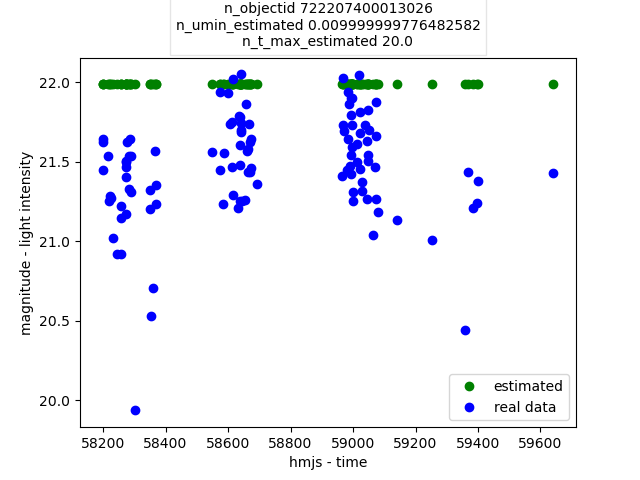 n_objectid 722207400013026
n_umin_estimated 0.009999999776482582
n_t_max_estimated 20.0
22.0
21.5
21.0
20.5
20.0
magnitude - light intensity
estimated
real data
58200 58400 58600 58800 59000 59200 59400 59600
hmjs - time